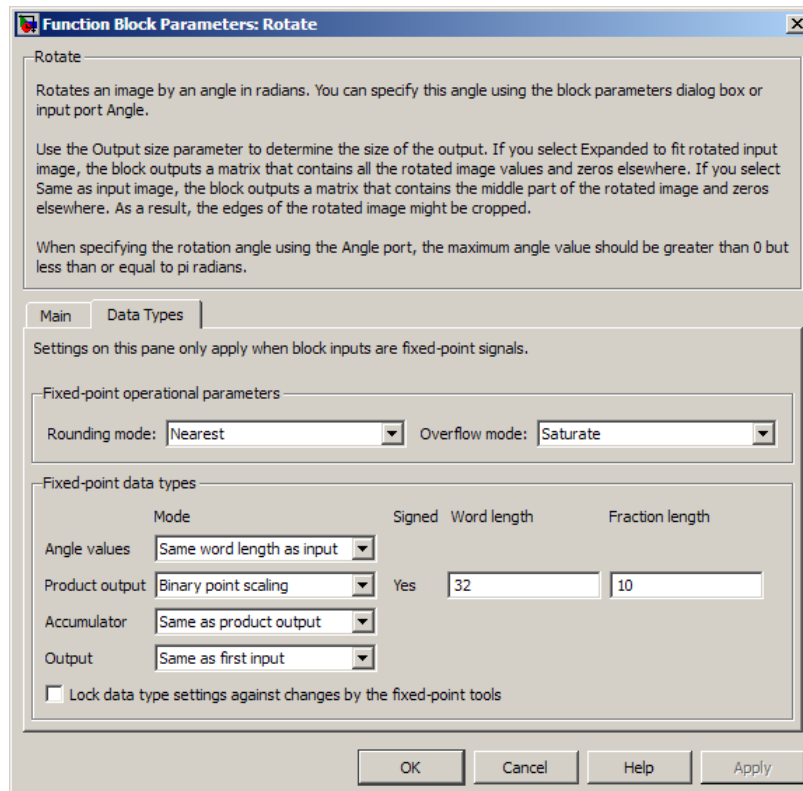 Function Block Parameters: Rotate
Rotate
Rotates an image by an angle in radians. You can specify this angle using the block parameters dialog box or
input port Angle.
Use the Output size parameter to determine the size of the output. If you select Expanded to fit rotated input
image, the block outputs a matrix that contains all the rotated image values and zeros elsewhere. If you select
Same as input image, the block outputs a matrix that contains the middle part of the rotated image and zeros
elsewhere. As a result, the edges of the rotated image might be cropped.
When specifying the rotation angle using the Angle port, the maximum angle value should be greater than 0 but
less than or equal to pi radians.
Main Data Types
Settings on this pane only apply when block inputs are fixed-point signals.
Fixed-point operational parameters
Rounding mode: Nearest Overflow mode: Saturate
Fixed-point data types
Mode Signed Word length Fraction length
Angle values Same word length as input
Product output Binary point scaling Yes 32 10
Accumulator Same as product output
Output Same as first input
Lock data type settings against changes by the fixed-point tools
OK Cancel Help Apply